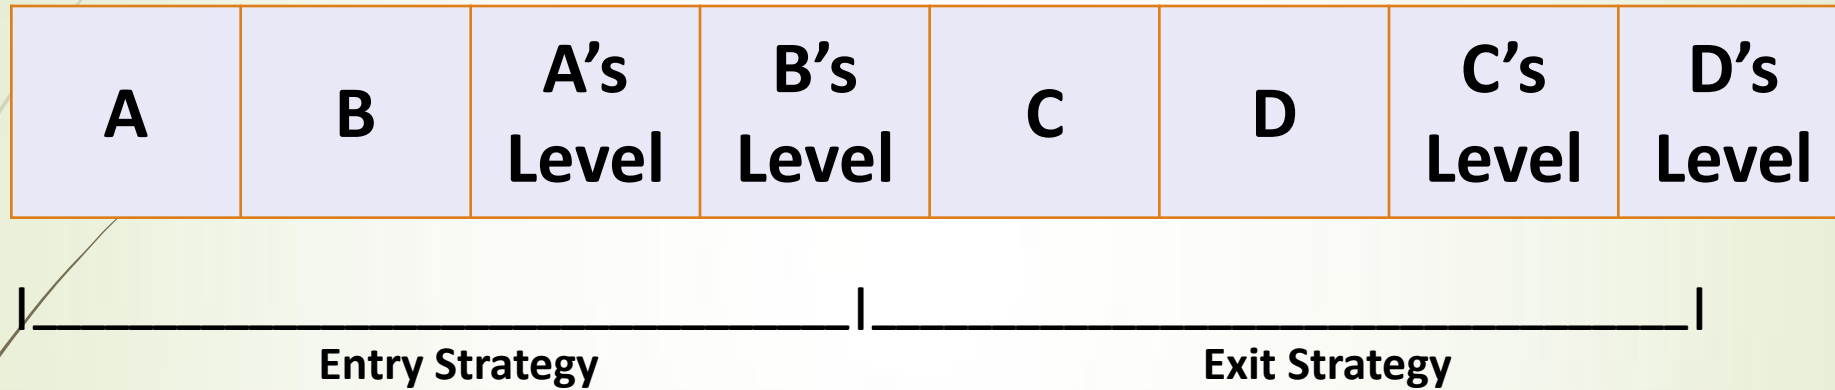 A
B
A’s
Level
B’s
Level
C
D
C’s
Level
D’s
Level
Entry Strategy
Exit Strategy